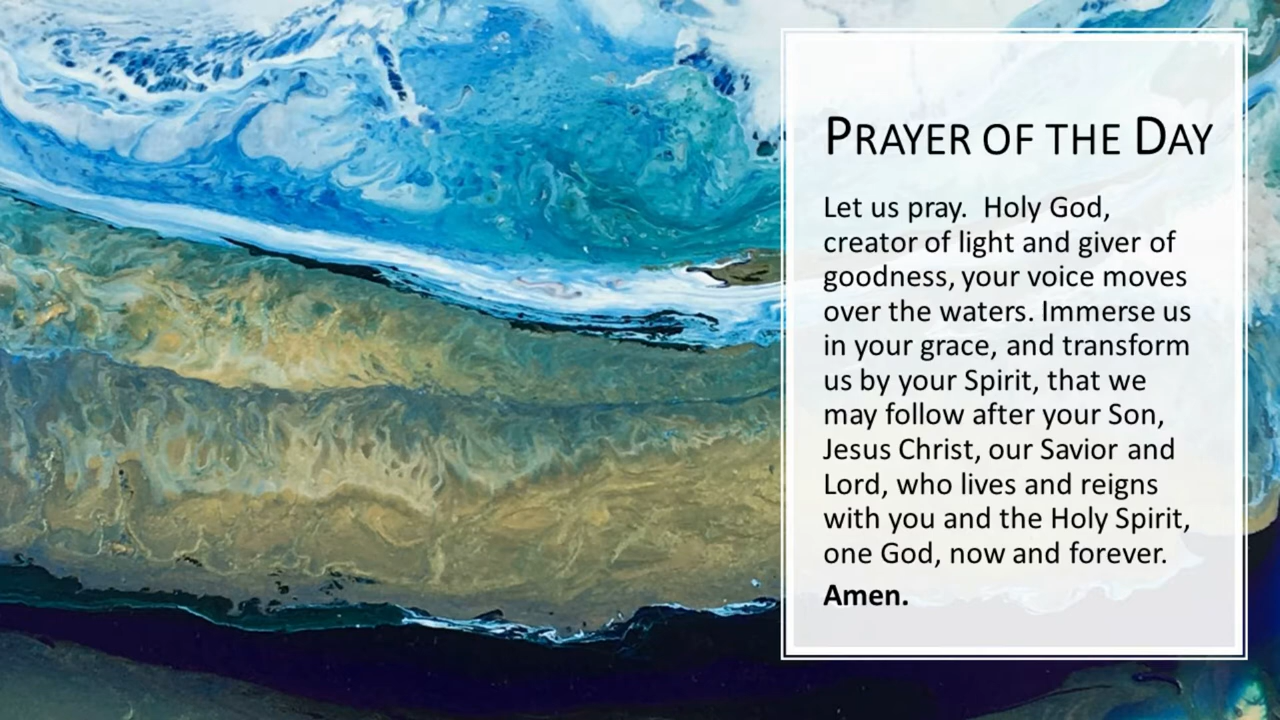 PRAYER OF THE DAY
Let us pray.  Holy God,
creator of light and giver of
goodness, your voice moves
over the waters. Immerse us
in your grace, and transform
us by your Spirit, that we
may follow after your Son,
Jesus Christ, our Savior and
Lord, who lives and reigns
with you and the Holy Spirit,
one God, now and forever.
Amen.